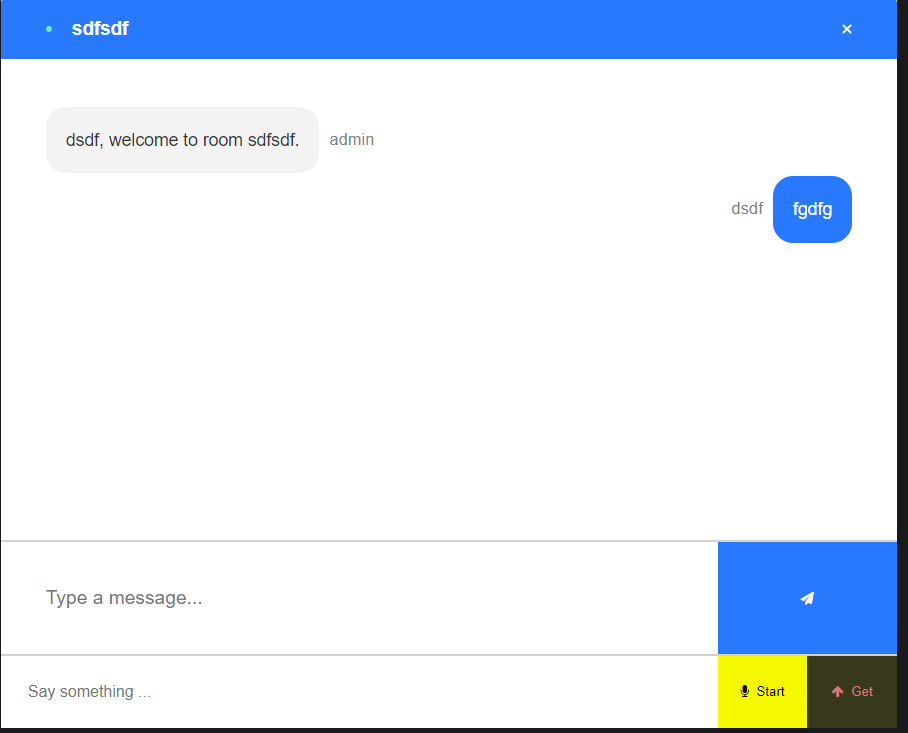 sdfsdf
dsdf, welcome to room sdfsdf. admin
dsdf fgdfg
Type a message...
Say something ... Start Get